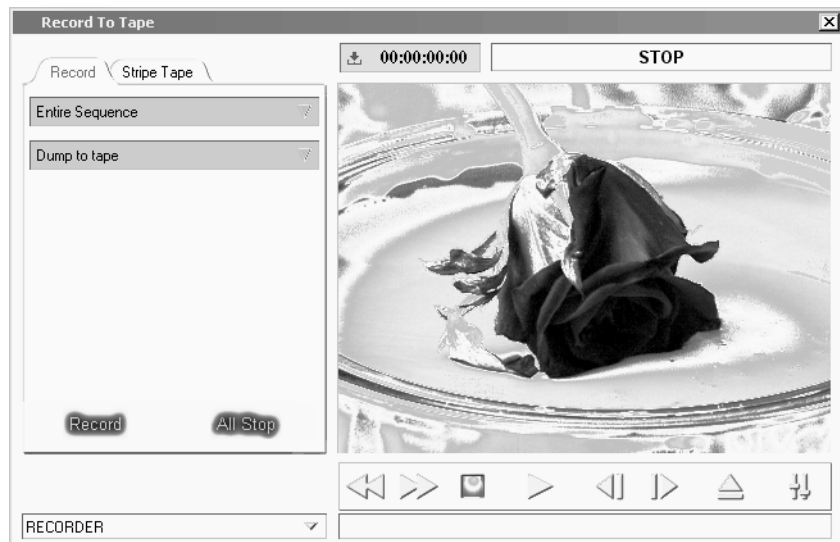 Record To Tape
00:00:00:00
STOP
Record
Stripe Tape
Entire Sequence
Dump to tape
Record
All Stop
RECORDER